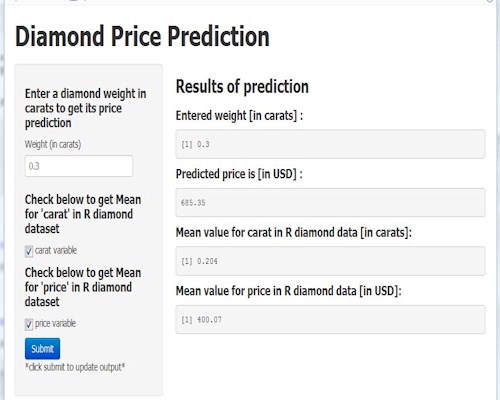 Diamond Price Prediction
Enter a diamond weight in
carats to get its price
prediction
Weight (in carats)
0.3
Check below to get Mean
for 'carat' in R diamond
dataset
carat variable
Check below to get Mean
for 'price' in R diamond
dataset
price variable
Submit
*click submit to update output*
Results of prediction
Entered weight [in carats] :
[1] 0.3
Predicted price is [in USD] :
685.35
Mean value for carat in R diamond data [in carats]:
[1] 0.204
Mean value for price in R diamond data [in USD]:
[1] 400.07